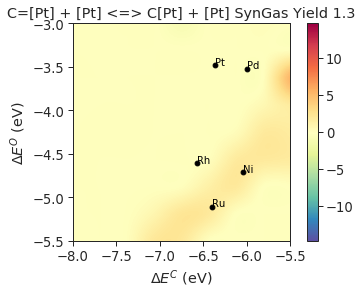 C=[Pt] + [Pt] <=> C[Pt] + [Pt] SynGas Yield 1.3
−3.0
−3.5
−4.0
−4.5
−5.0
−5.5
ΔE^O (eV)
Pt
Pd
Rh
Ni
Ru
−8.0 −7.5 −7.0 −6.5 −6.0 −5.5
ΔE^C (eV)
10
5
0
−5
−10